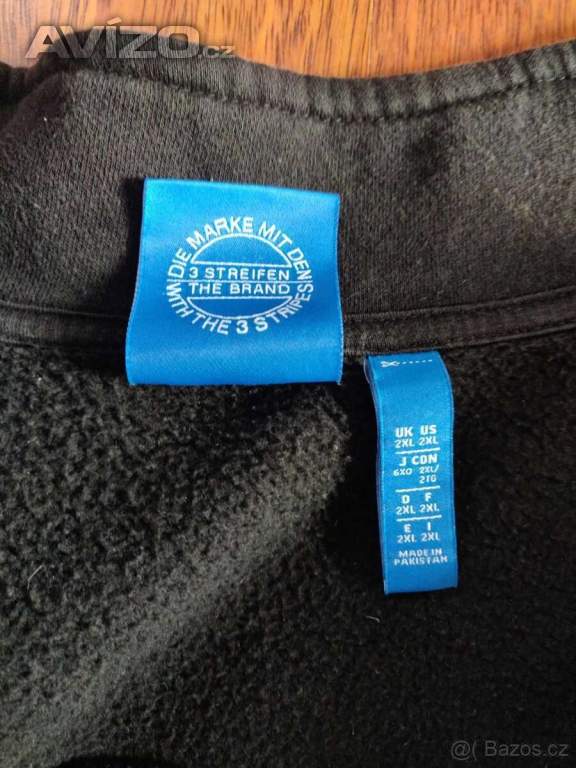 AVÍZO.cz
DIE MARKE MIT DEN
3 STREIFEN
THE BRAND
WITH THE 3 STRIPES
UK US
2XL 2XL
J CDN
6XO 2XL/
2TG
D F
2XL 2XL
E I
2XL 2XL
MADE IN
PAKISTAN
@( Bazos.cz